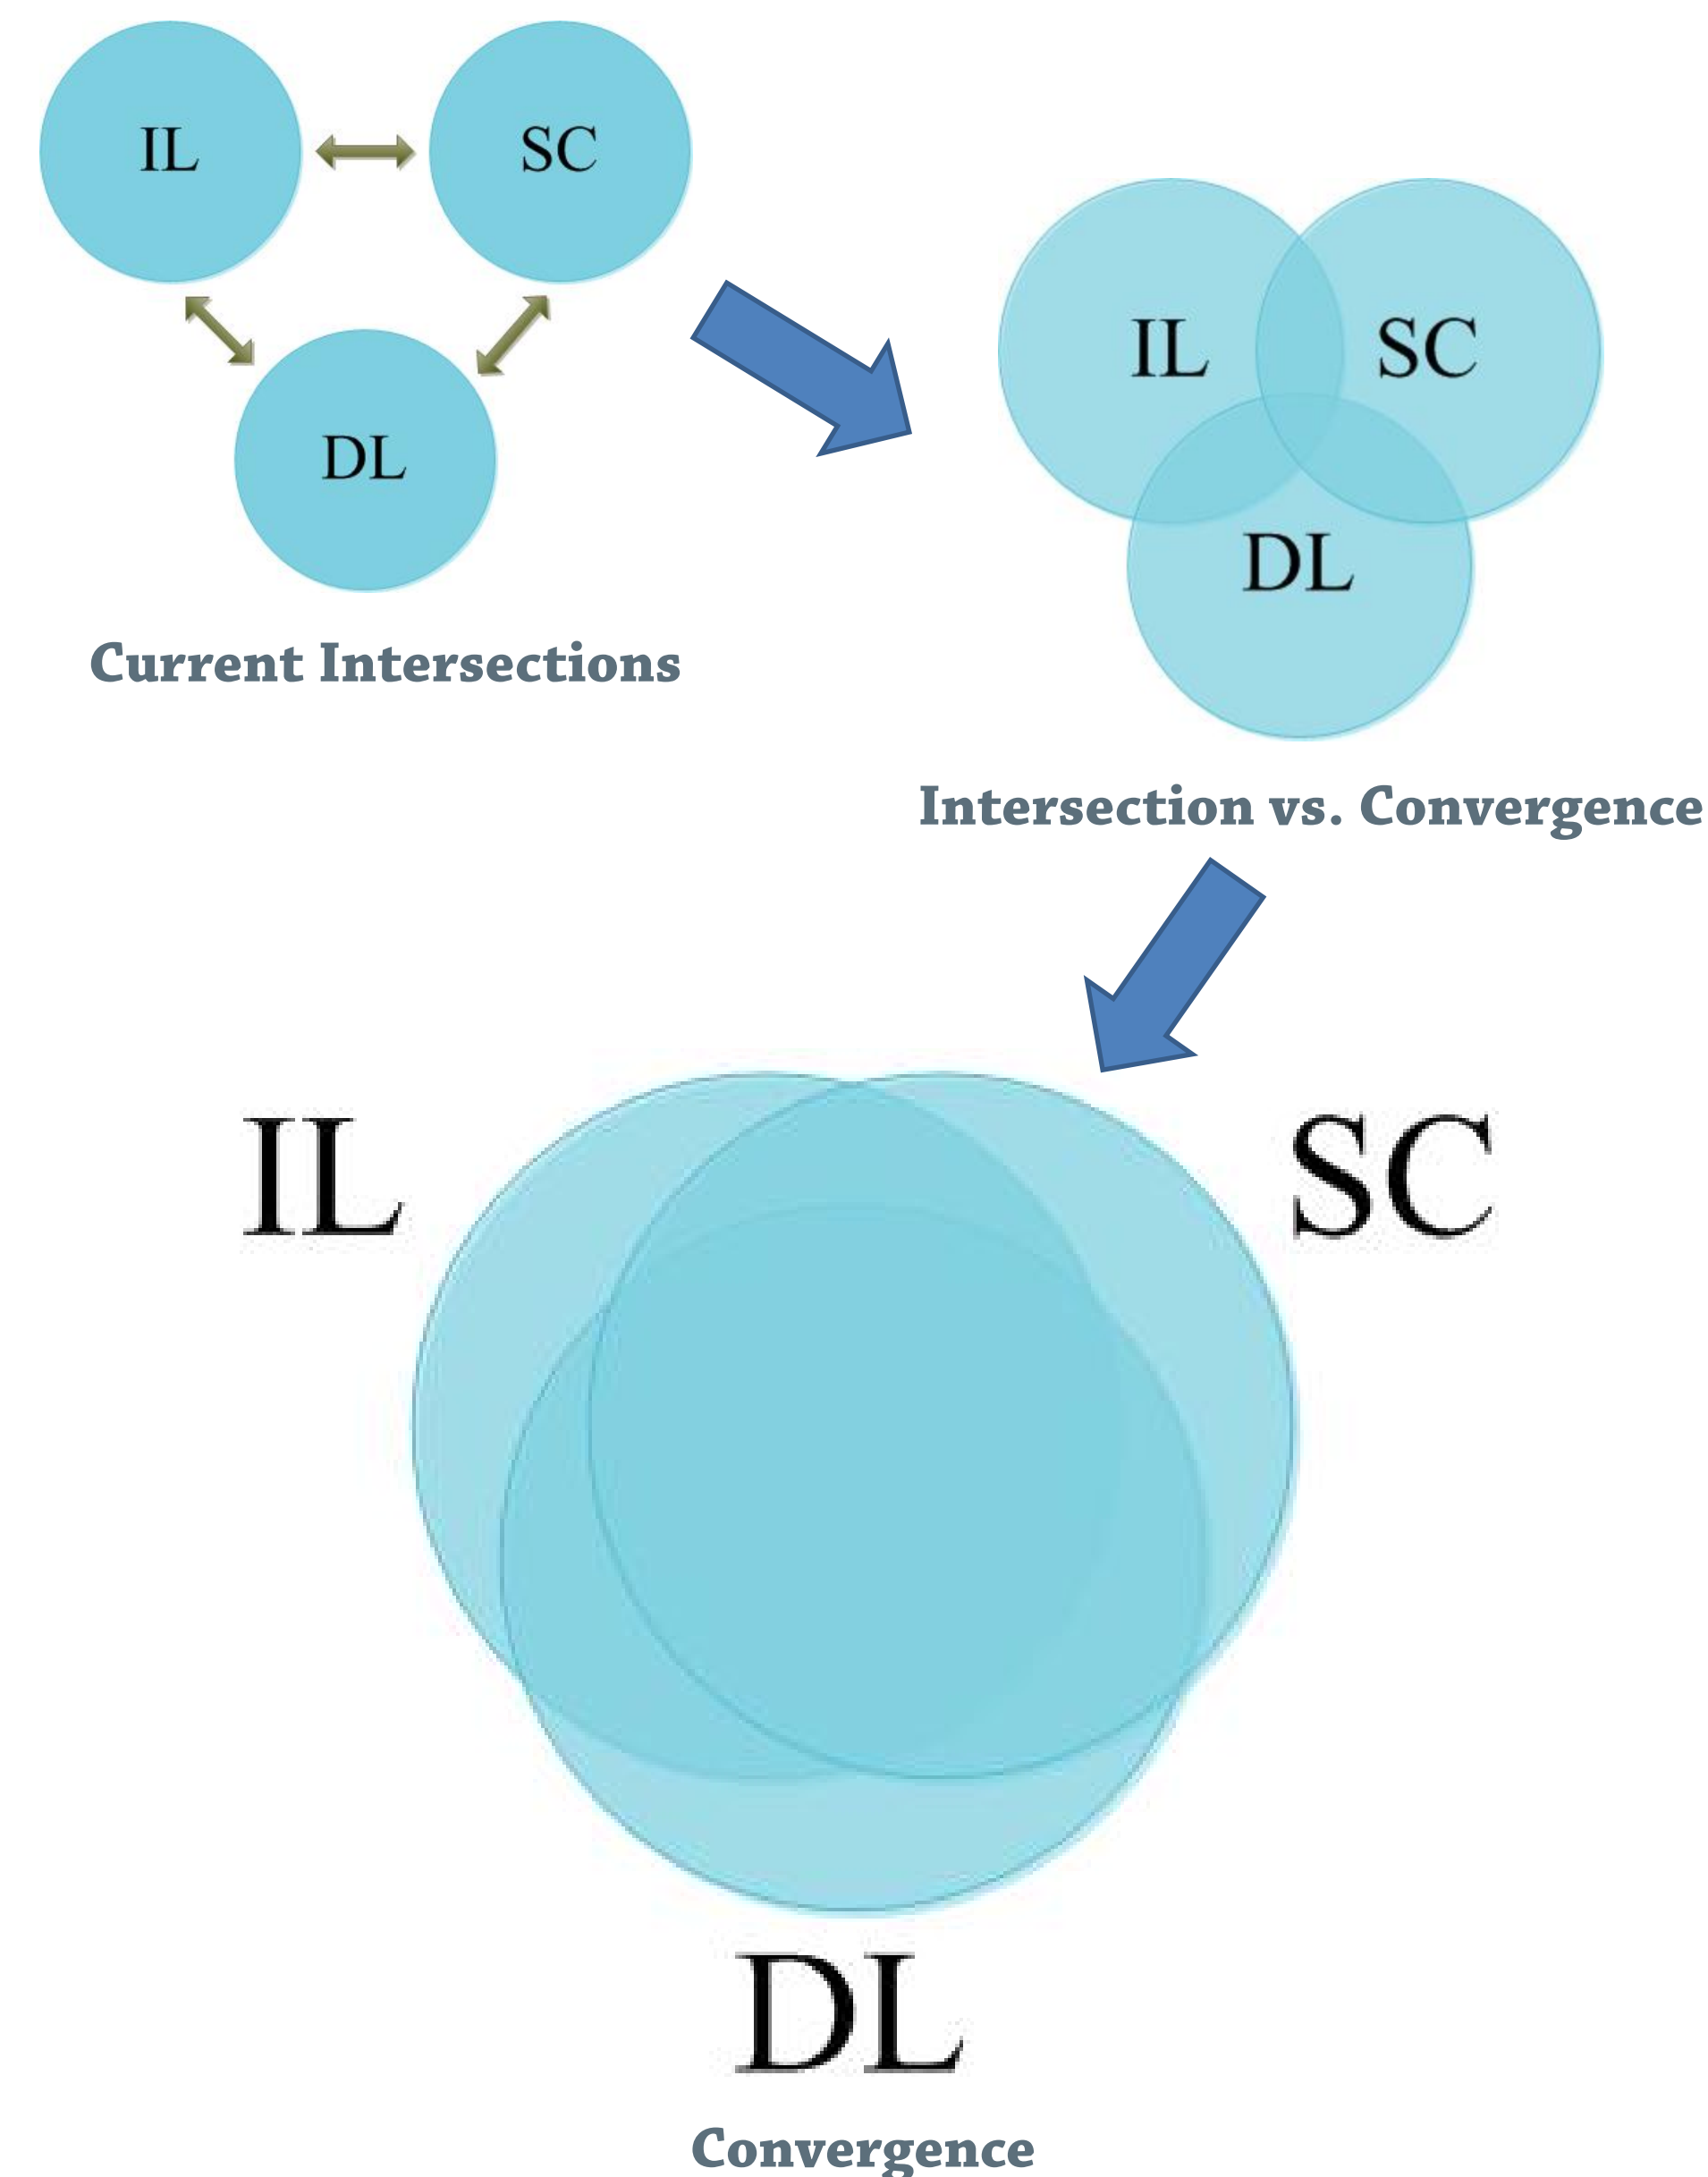 IL
SC
DL
Current Intersections
IL
SC
DL
Intersection vs. Convergence
IL
SC
DL
Convergence